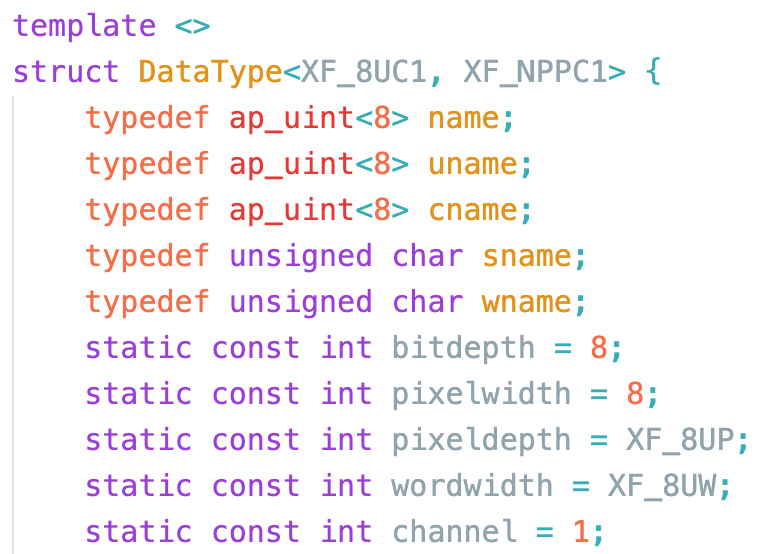 template <>
struct DataType<XF_8UC1, XF_NPPC1> {
    typedef ap_uint<8> name;
    typedef ap_uint<8> uname;
    typedef ap_uint<8> cname;
    typedef unsigned char sname;
    typedef unsigned char wname;
    static const int bitdepth = 8;
    static const int pixelwidth = 8;
    static const int pixeldepth = XF_8UP;
    static const int wordwidth = XF_8UW;
    static const int channel = 1;